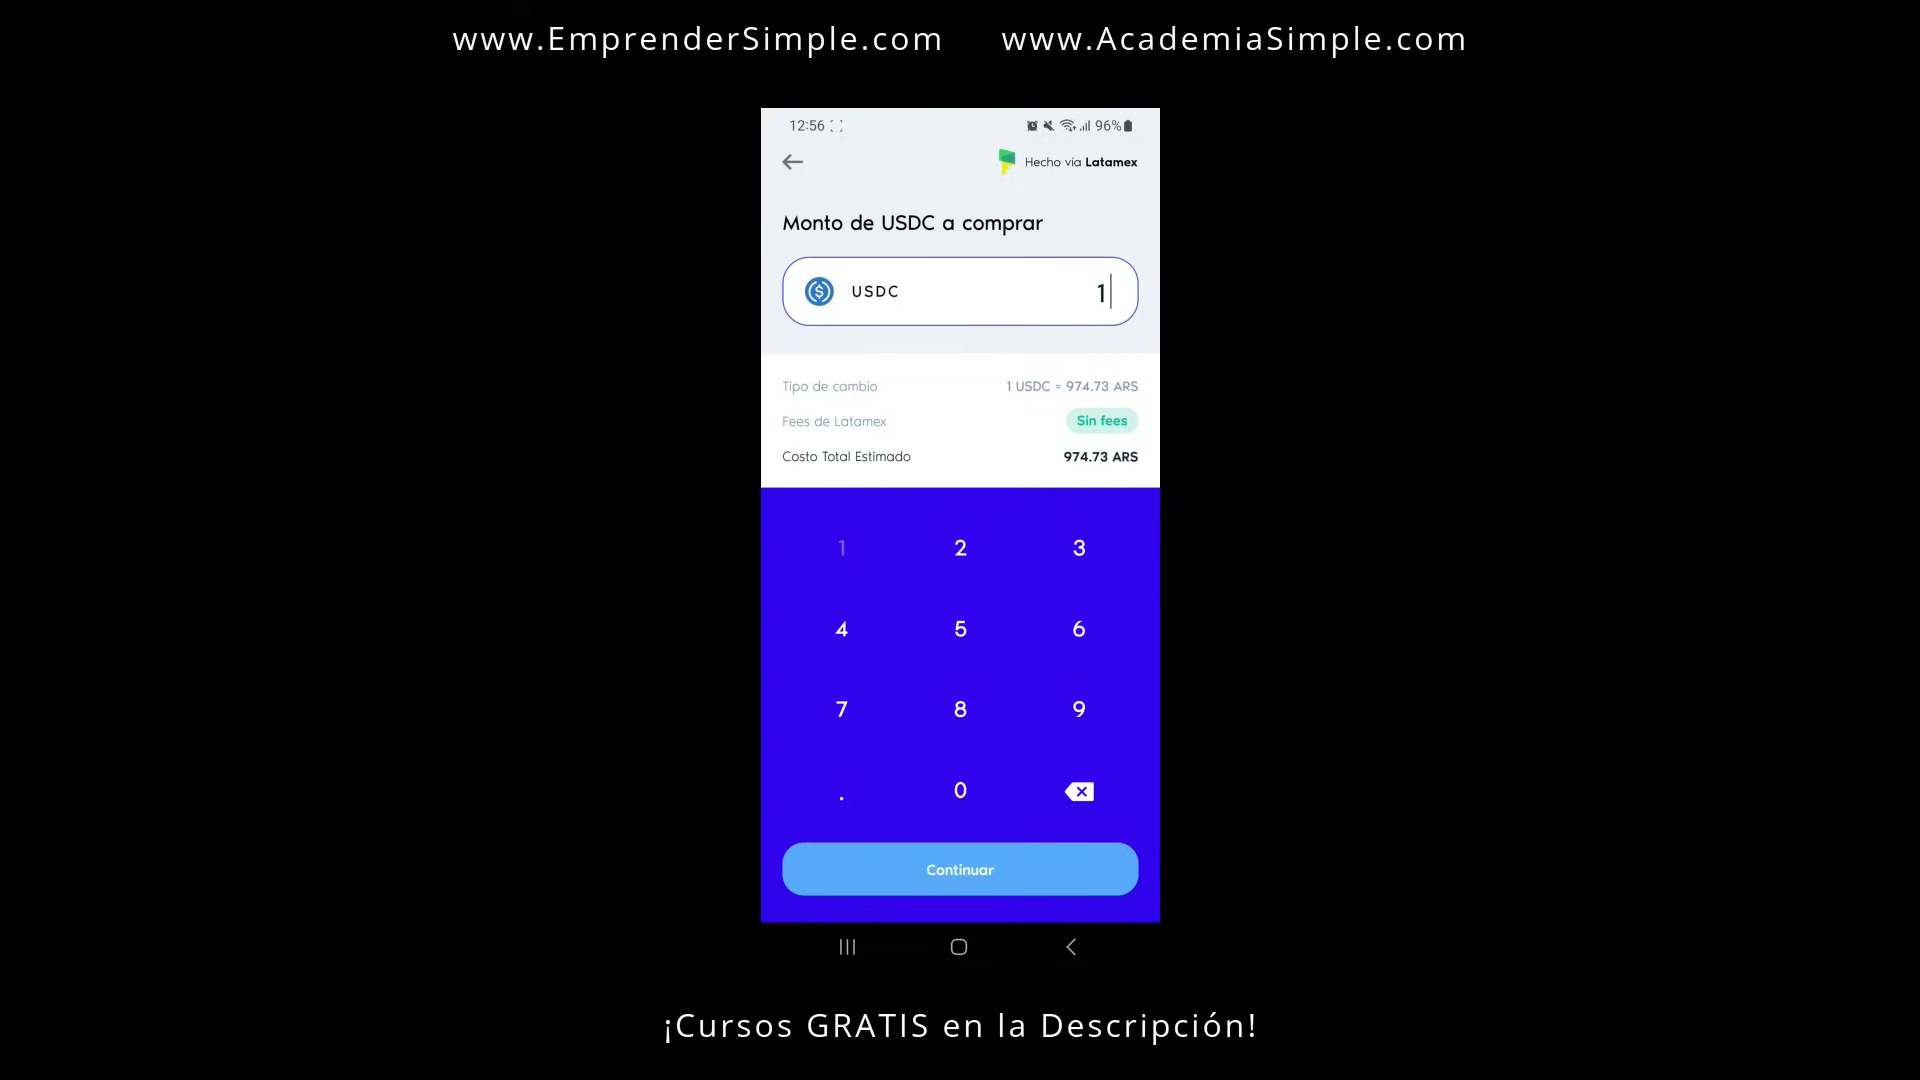 www.EmprenderSimple.com www.AcademiaSimple.com
12:56 96%
Hecho vía Latamex
Monto de USDC a comprar
USDC 1
Tipo de cambio 1 USDC ≈ 974.73 ARS
Fees de Latamex Sin fees
Costo Total Estimado 974.73 ARS
1 2 3
4 5 6
7 8 9
. 0
Continuar
¡Cursos GRATIS en la Descripción!